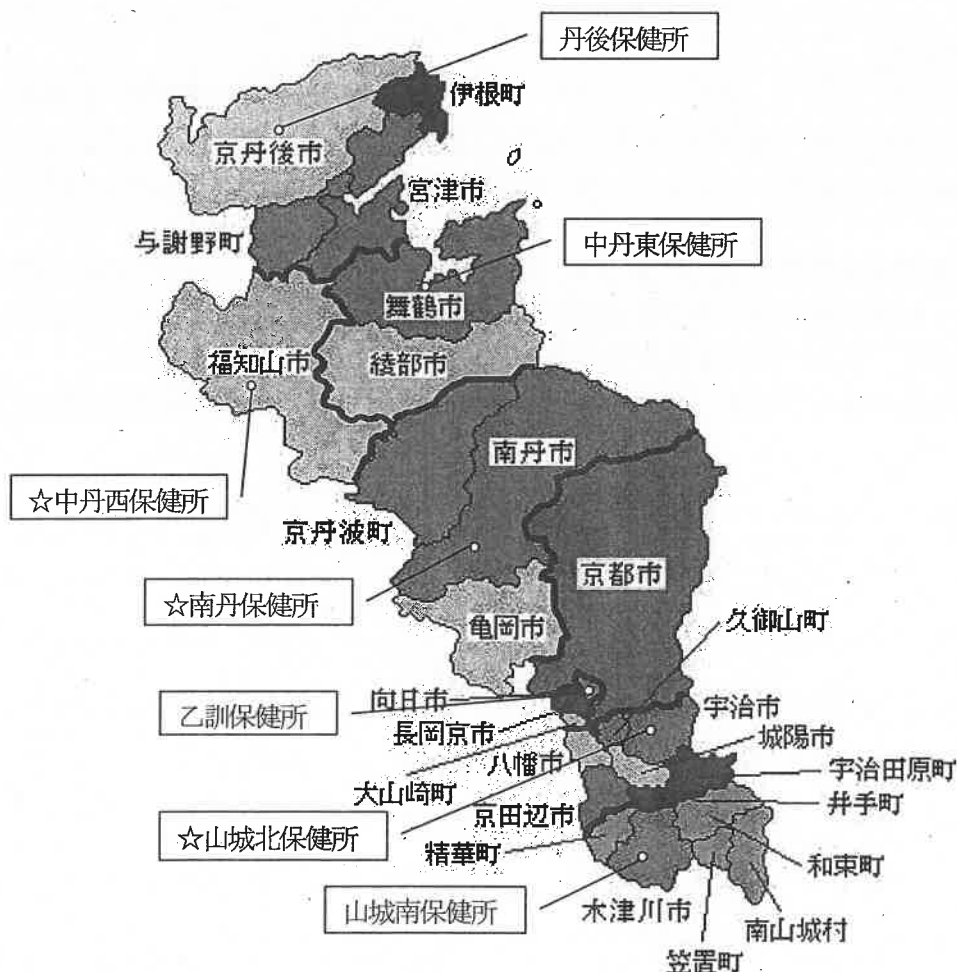 丹後保健所
伊根町
京丹後市
宮津市
与謝野町
中丹東保健所
舞鶴市
福知山市
綾部市
南丹市
☆中丹西保健所
京丹波町
京都市
☆南丹保健所
亀岡市
久御山町
向日市
乙訓保健所
宇治市
長岡京市
城陽市
八幡市
宇治田原町
大山崎町
井手町
京田辺市
☆山城北保健所
精華町
和束町
山城南保健所
木津川市
南山城村
笠置町